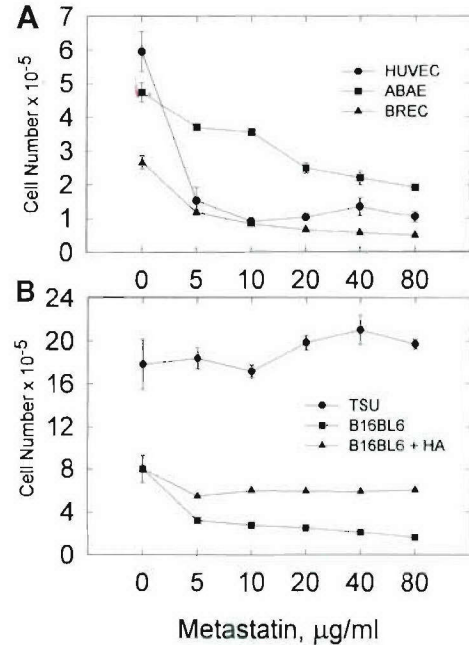 A
7
6
5
4
3
2
1
0
Cell Number x 10-5
HUVEC
ABAE
BREC
0 5 10 20 40 80
B
24
20
16
12
8
4
0
Cell Number x 10-5
TSU
B16BL6
B16BL6 + HA
0 5 10 20 40 80
Metastatin, µg/ml